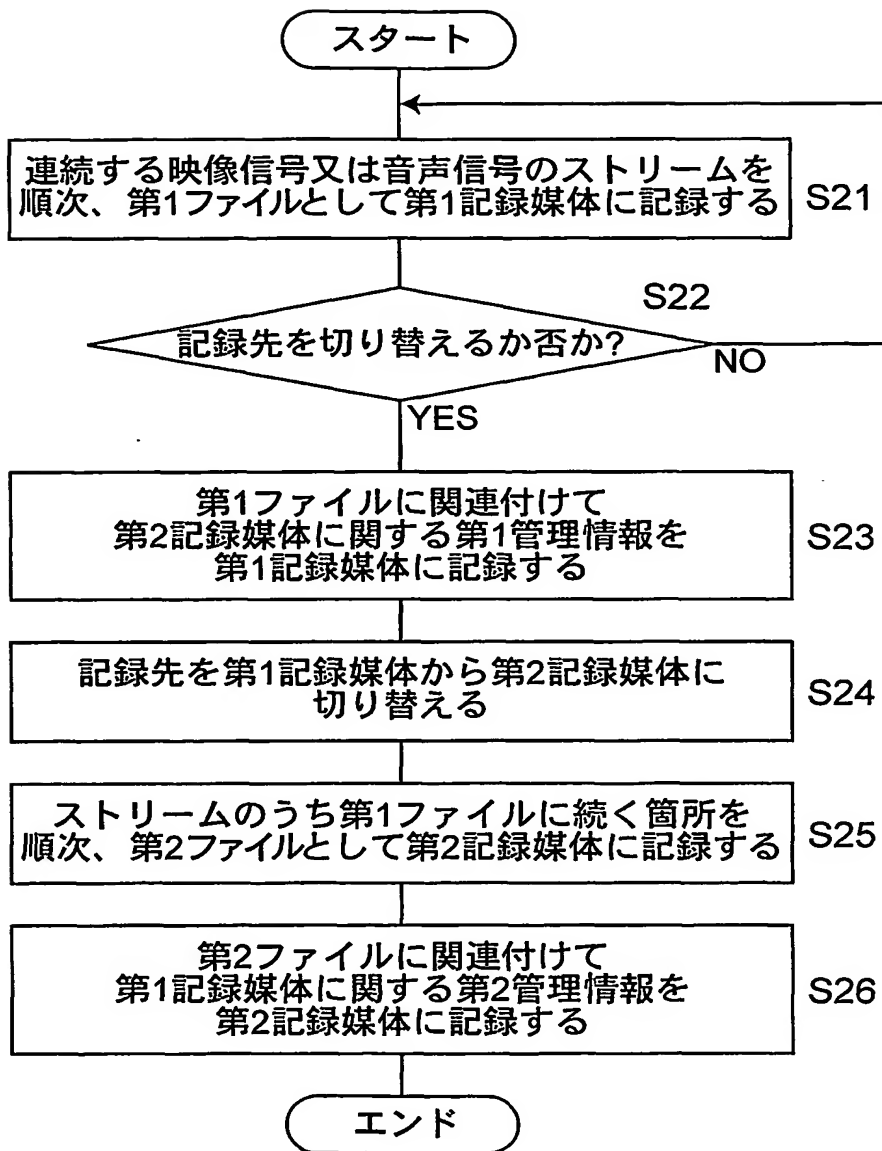 スタート
連続する映像信号又は音声信号のストリームを
順次、第1ファイルとして第1記録媒体に記録する
S21
S22
記録先を切り替えるか否か?
NO
YES
第1ファイルに関連付けて
第2記録媒体に関する第1管理情報を
第1記録媒体に記録する
S23
記録先を第1記録媒体から第2記録媒体に
切り替える
S24
ストリームのうち第1ファイルに続く箇所を
順次、第2ファイルとして第2記録媒体に記録する
S25
第2ファイルに関連付けて
第1記録媒体に関する第2管理情報を
第2記録媒体に記録する
S26
エンド